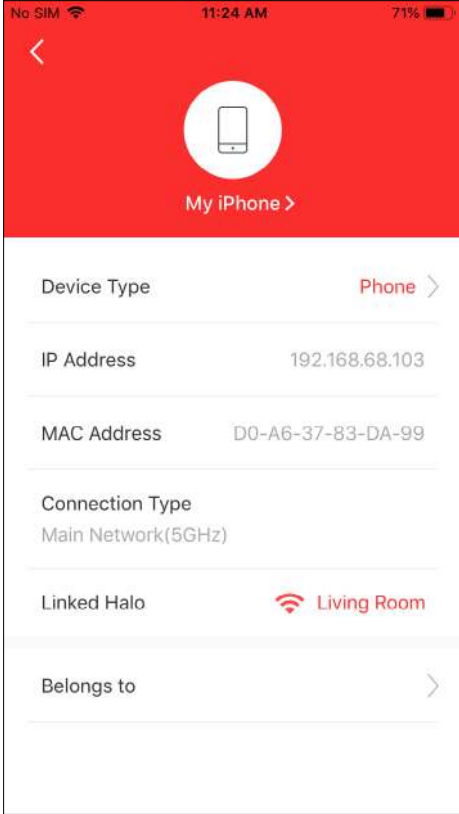 No SIM 11:24 AM 71%
My iPhone
Device Type Phone
IP Address 192.168.68.103
MAC Address D0-A6-37-83-DA-99
Connection Type
Main Network(5GHz)
Linked Halo Living Room
Belongs to